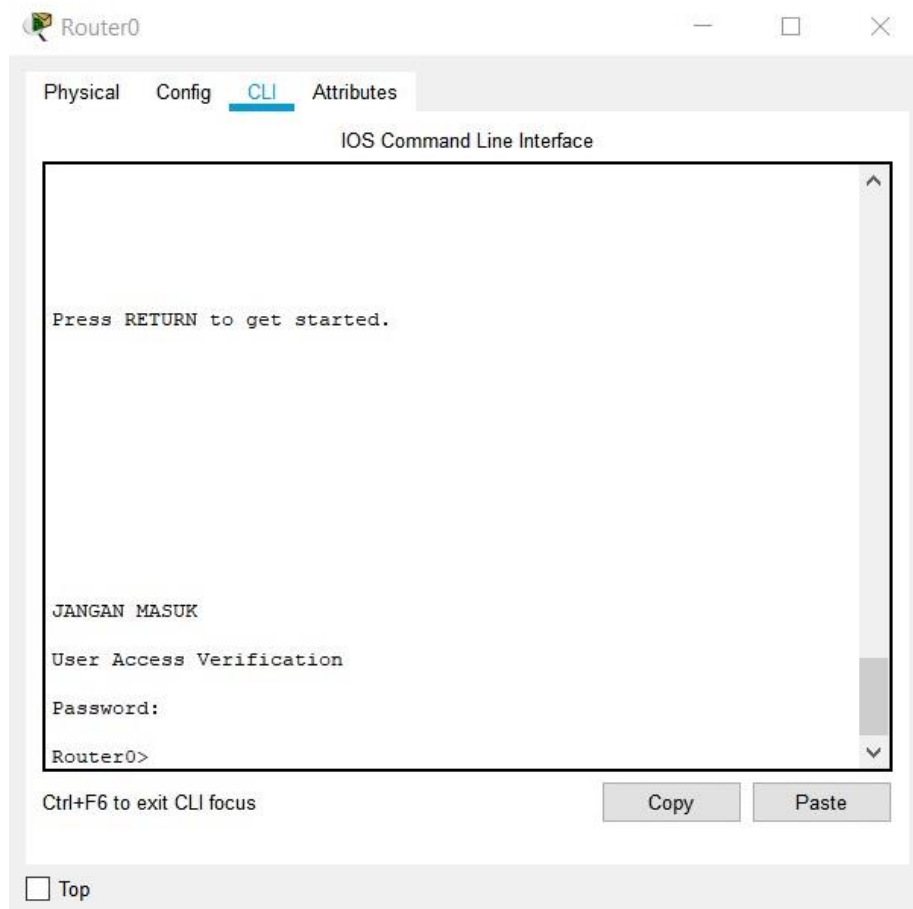 Router0
Physical Config CLI Attributes
IOS Command Line Interface
Press RETURN to get started.
JANGAN MASUK
User Access Verification
Password:
Router0>
Ctrl+F6 to exit CLI focus
Copy Paste
Top